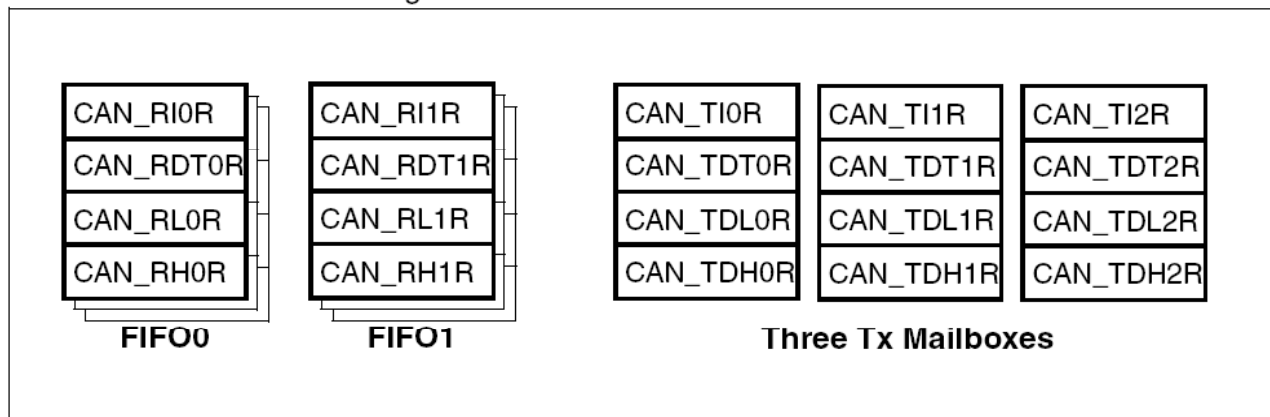 CAN_RI0R
CAN_RDT0R
CAN_RL0R
CAN_RH0R
FIFO0
CAN_RI1R
CAN_RDT1R
CAN_RL1R
CAN_RH1R
FIFO1
CAN_TI0R
CAN_TDT0R
CAN_TDL0R
CAN_TDH0R
CAN_TI1R
CAN_TDT1R
CAN_TDL1R
CAN_TDH1R
CAN_TI2R
CAN_TDT2R
CAN_TDL2R
CAN_TDH2R
Three Tx Mailboxes